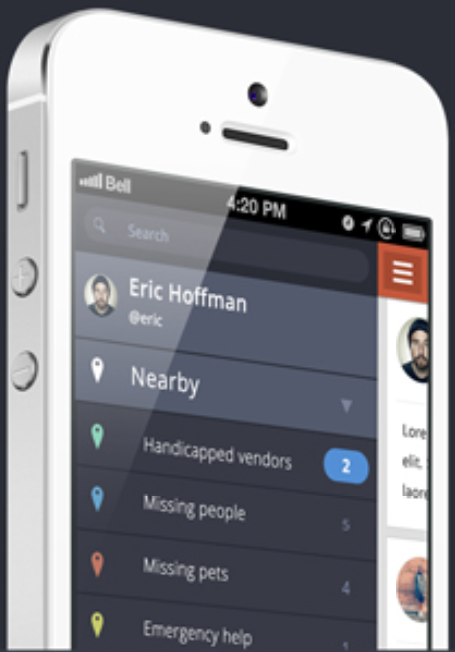 Bell
4:20 PM
Search
Eric Hoffman
@eric
Nearby
Handicapped vendors 2
Missing people 5
Missing pets 4
Emergency help 1
Lore
elit,
laore